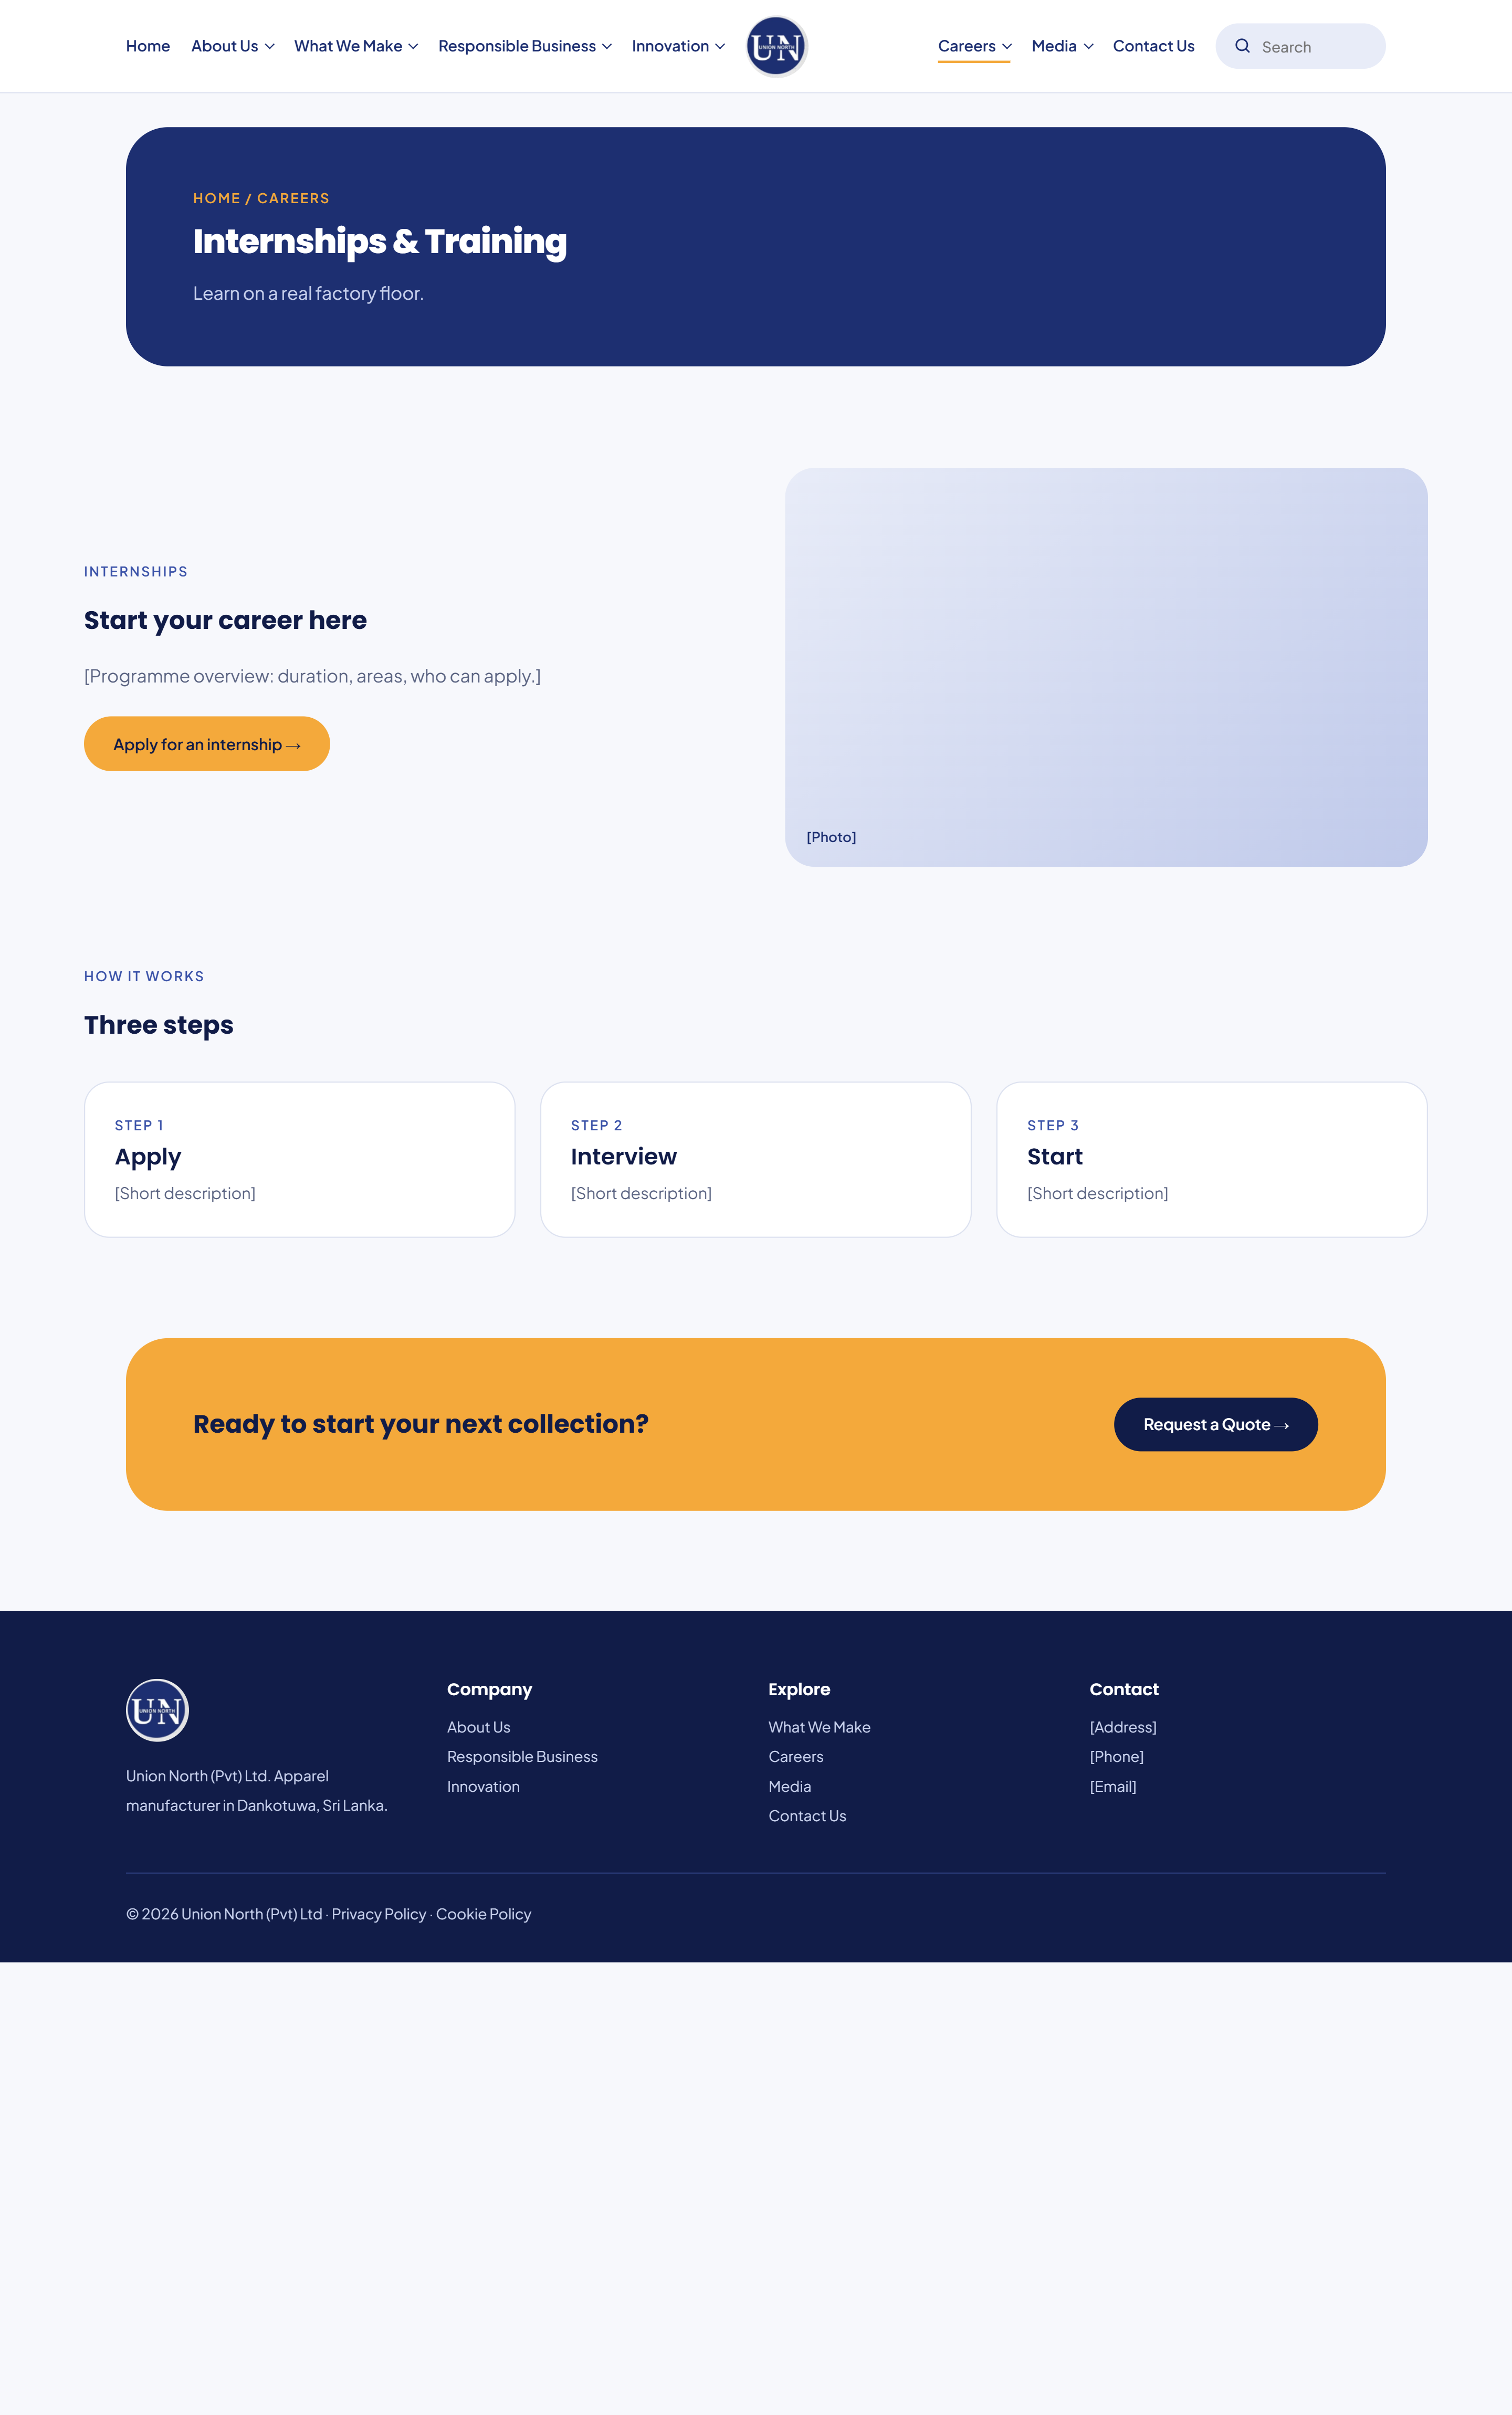 Home About Us What We Make Responsible Business Innovation UN UNION NORTH Careers Media Contact Us Search
HOME / CAREERS
Internships & Training
Learn on a real factory floor.
INTERNSHIPS
Start your career here
[Programme overview: duration, areas, who can apply.]
Apply for an internship →
[Photo]
HOW IT WORKS
Three steps
STEP 1
Apply
[Short description]
STEP 2
Interview
[Short description]
STEP 3
Start
[Short description]
Ready to start your next collection?
Request a Quote →
UN
UNION NORTH
Union North (Pvt) Ltd. Apparel
manufacturer in Dankotuwa, Sri Lanka.
Company
About Us
Responsible Business
Innovation
Explore
What We Make
Careers
Media
Contact Us
Contact
[Address]
[Phone]
[Email]
© 2026 Union North (Pvt) Ltd · Privacy Policy · Cookie Policy